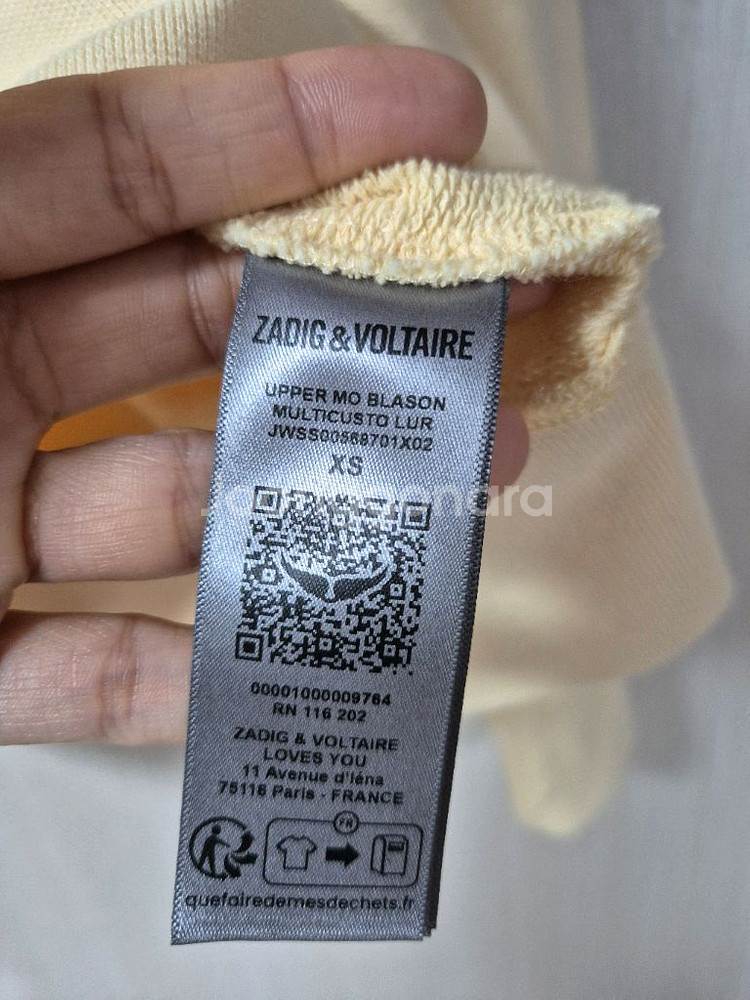 ZADIG & VOLTAIRE
UPPER MO BLASON
MULTICUSTO LUR
JWSS00568701X02
XS
00001000009764
RN 116 202
ZADIG & VOLTAIRE
LOVES YOU
11 Avenue d'Iéna
75116 Paris - FRANCE
FR
quefairedemesdechets.fr